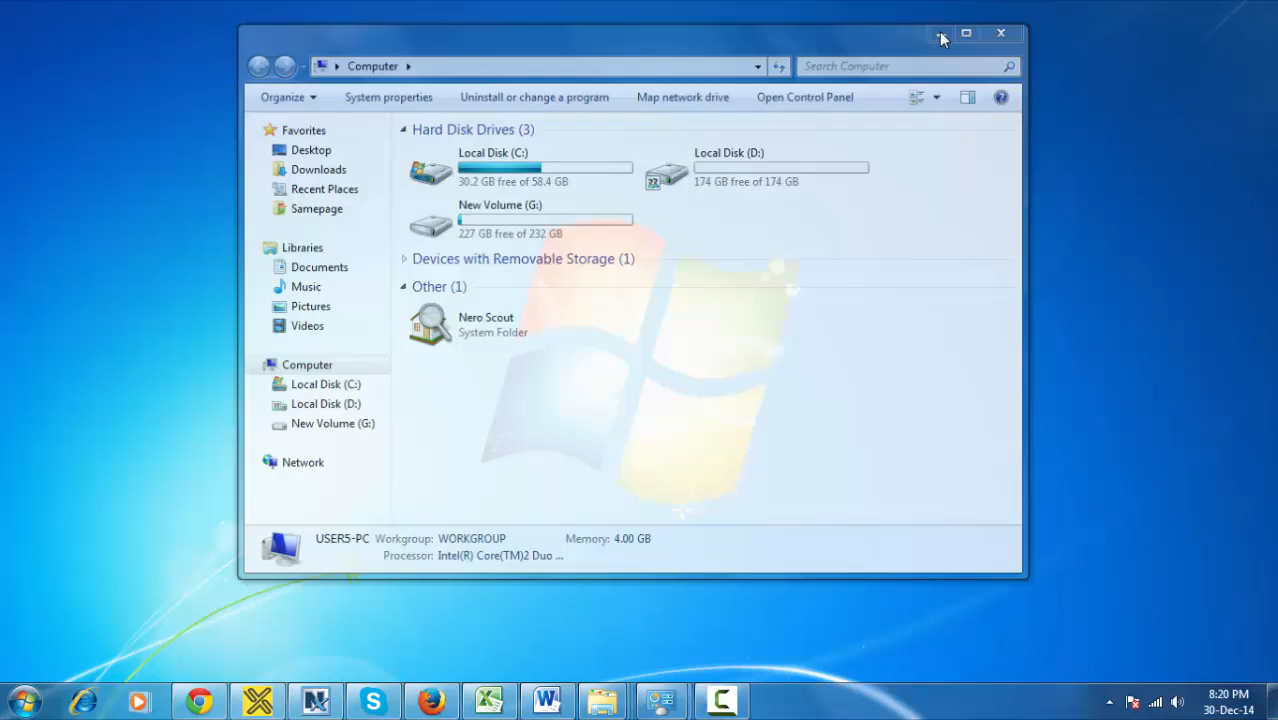 Computer
Search Computer
Organize
System properties
Uninstall or change a program
Map network drive
Open Control Panel
Favorites
Desktop
Downloads
Recent Places
Samepage
Libraries
Documents
Music
Pictures
Videos
Computer
Local Disk (C:)
Local Disk (D:)
New Volume (G:)
Network
Hard Disk Drives (3)
Local Disk (C:)
30.2 GB free of 58.4 GB
Local Disk (D:)
174 GB free of 174 GB
New Volume (G:)
227 GB free of 232 GB
Devices with Removable Storage (1)
Other (1)
Nero Scout
System Folder
USER5-PC Workgroup: WORKGROUP Memory: 4.00 GB
Processor: Intel(R) Core(TM)2 Duo ...
8:20 PM
30-Dec-14